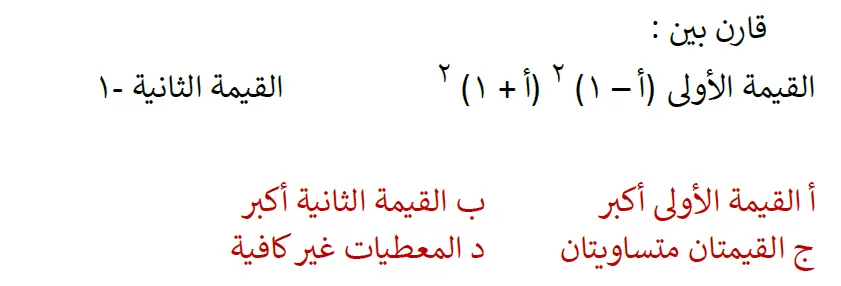 قارن بين :
القيمة الأولى (أ – ١) ٢ (أ + ١) ٢ القيمة الثانية -١
أ القيمة الأولى أكبر ب القيمة الثانية أكبر
ج القيمتان متساويتان د المعطيات غير كافية